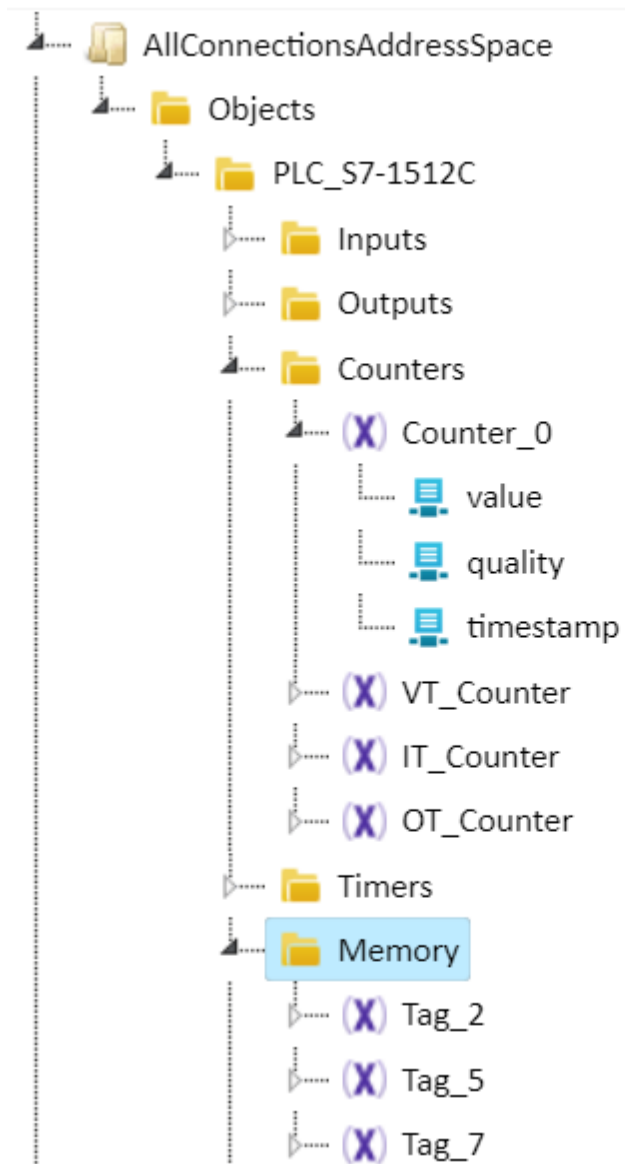 AllConnectionsAddressSpace
Objects
PLC_S7-1512C
Inputs
Outputs
Counters
(X) Counter_0
value
quality
timestamp
(X) VT_Counter
(X) IT_Counter
(X) OT_Counter
Timers
Memory
(X) Tag_2
(X) Tag_5
(X) Tag_7